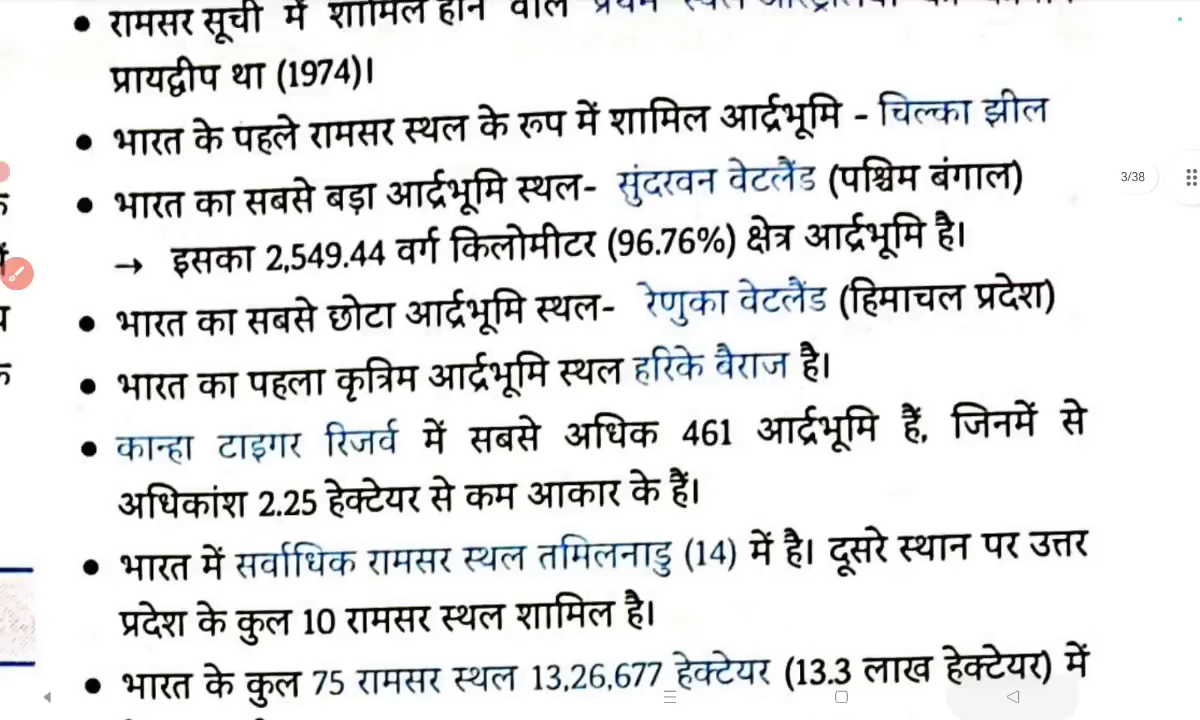 • रामसर सूची में शामिल होने वाले प्रथम स्थल
प्रायद्वीप था (1974)।
• भारत के पहले रामसर स्थल के रूप में शामिल आर्द्रभूमि - चिल्का झील
• भारत का सबसे बड़ा आर्द्रभूमि स्थल- सुंदरवन वेटलैंड (पश्चिम बंगाल)
3/38
→ इसका 2,549.44 वर्ग किलोमीटर (96.76%) क्षेत्र आर्द्रभूमि है।
• भारत का सबसे छोटा आर्द्रभूमि स्थल- रेणुका वेटलैंड (हिमाचल प्रदेश)
• भारत का पहला कृत्रिम आर्द्रभूमि स्थल हरिके बैराज है।
• कान्हा टाइगर रिजर्व में सबसे अधिक 461 आर्द्रभूमि हैं, जिनमें से
अधिकांश 2.25 हेक्टेयर से कम आकार के हैं।
• भारत में सर्वाधिक रामसर स्थल तमिलनाडु (14) में है। दूसरे स्थान पर उत्तर
प्रदेश के कुल 10 रामसर स्थल शामिल है।
• भारत के कुल 75 रामसर स्थल 13,26,677 हेक्टेयर (13.3 लाख हेक्टेयर) में